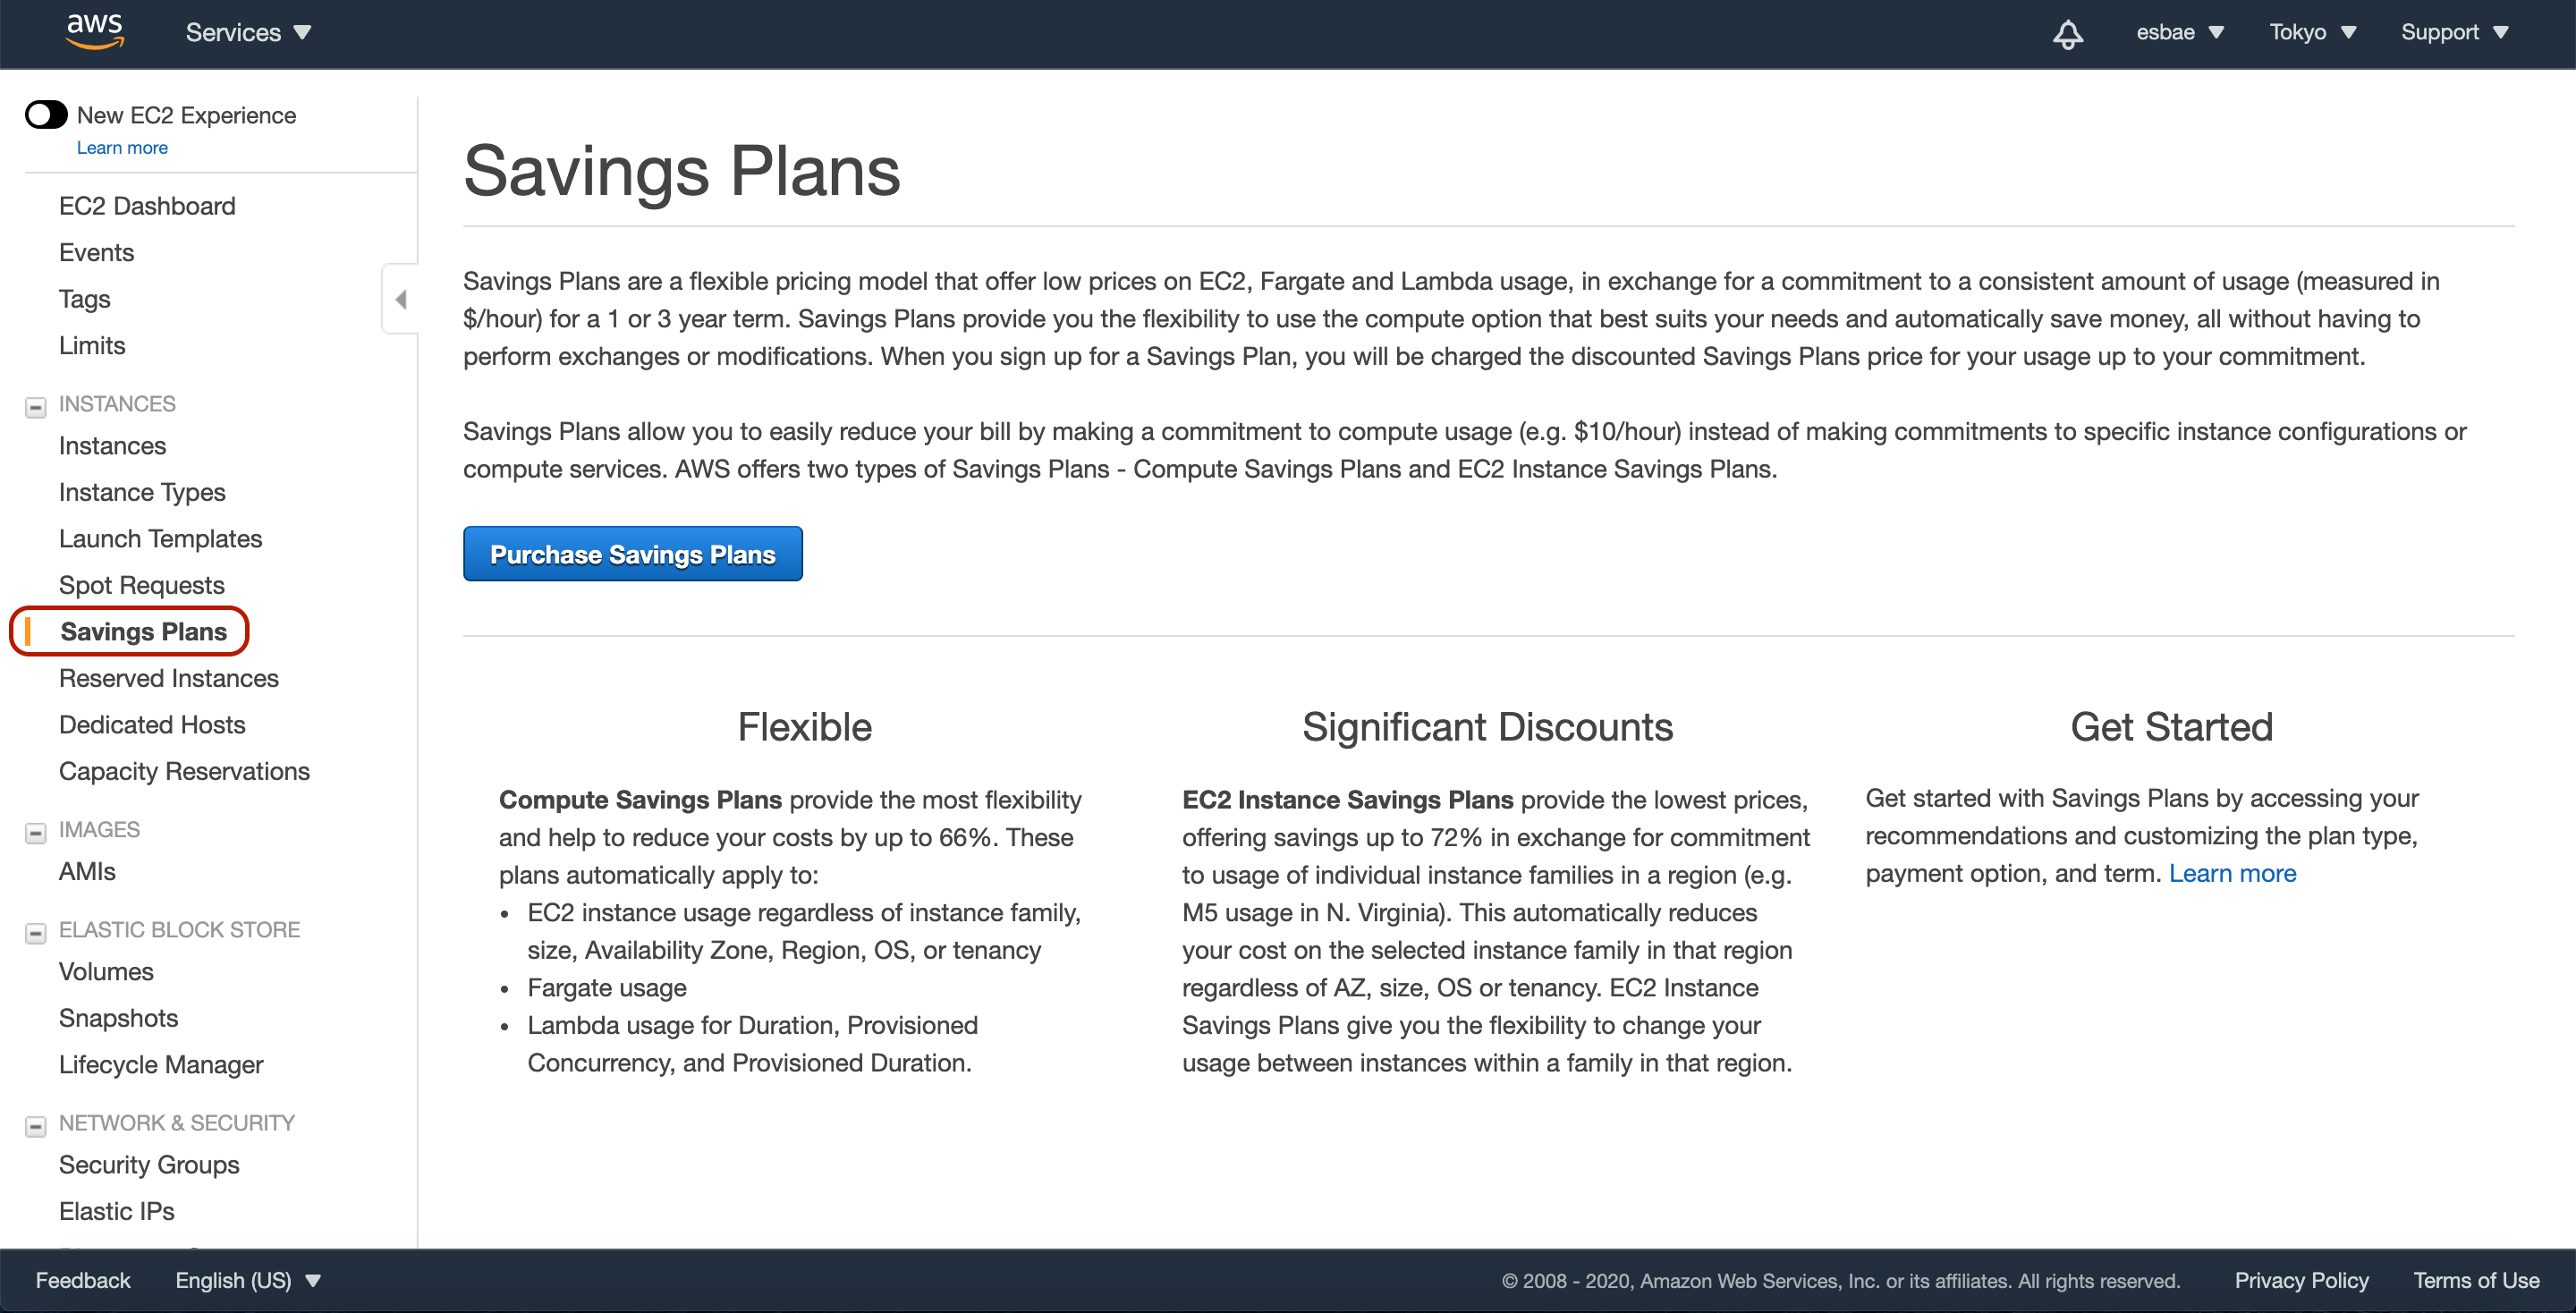 aws
Services
esbae
Tokyo
Support
New EC2 Experience
Learn more
EC2 Dashboard
Events
Tags
Limits
INSTANCES
Instances
Instance Types
Launch Templates
Spot Requests
Savings Plans
Reserved Instances
Dedicated Hosts
Capacity Reservations
IMAGES
AMIs
ELASTIC BLOCK STORE
Volumes
Snapshots
Lifecycle Manager
NETWORK & SECURITY
Security Groups
Elastic IPs
Savings Plans
Savings Plans are a flexible pricing model that offer low prices on EC2, Fargate and Lambda usage, in exchange for a commitment to a consistent amount of usage (measured in
$/hour) for a 1 or 3 year term. Savings Plans provide you the flexibility to use the compute option that best suits your needs and automatically save money, all without having to
perform exchanges or modifications. When you sign up for a Savings Plan, you will be charged the discounted Savings Plans price for your usage up to your commitment.
Savings Plans allow you to easily reduce your bill by making a commitment to compute usage (e.g. $10/hour) instead of making commitments to specific instance configurations or
compute services. AWS offers two types of Savings Plans - Compute Savings Plans and EC2 Instance Savings Plans.
Purchase Savings Plans
Flexible
Compute Savings Plans provide the most flexibility
and help to reduce your costs by up to 66%. These
plans automatically apply to:
• EC2 instance usage regardless of instance family,
size, Availability Zone, Region, OS, or tenancy
• Fargate usage
• Lambda usage for Duration, Provisioned
Concurrency, and Provisioned Duration.
Significant Discounts
EC2 Instance Savings Plans provide the lowest prices,
offering savings up to 72% in exchange for commitment
to usage of individual instance families in a region (e.g.
M5 usage in N. Virginia). This automatically reduces
your cost on the selected instance family in that region
regardless of AZ, size, OS or tenancy. EC2 Instance
Savings Plans give you the flexibility to change your
usage between instances within a family in that region.
Get Started
Get started with Savings Plans by accessing your
recommendations and customizing the plan type,
payment option, and term. Learn more
Feedback
English (US)
© 2008 - 2020, Amazon Web Services, Inc. or its affiliates. All rights reserved.
Privacy Policy
Terms of Use